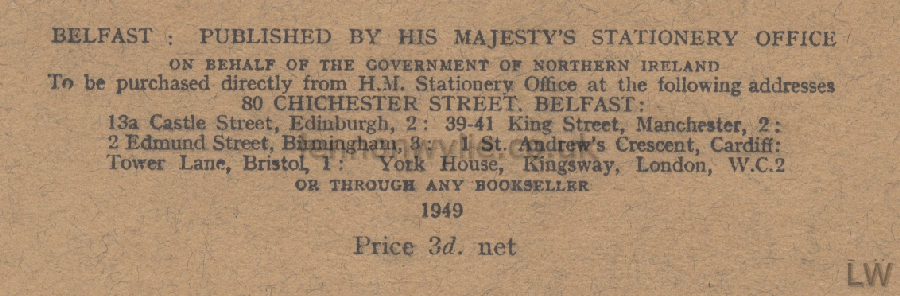 BELFAST : PUBLISHED BY HIS MAJESTY'S STATIONERY OFFICE
ON BEHALF OF THE GOVERNMENT OF NORTHERN IRELAND
To be purchased directly from H.M. Stationery Office at the following addresses
80 CHICHESTER STREET. BELFAST:
13a Castle Street, Edinburgh, 2: 39-41 King Street, Manchester, 2:
2 Edmund Street, Birmingham, 3: 1 St. Andrew's Crescent, Cardiff:
Tower Lane, Bristol, 1: York House, Kingsway, London, W.C.2
OR THROUGH ANY BOOKSELLER
1949
Price 3d. net
LW